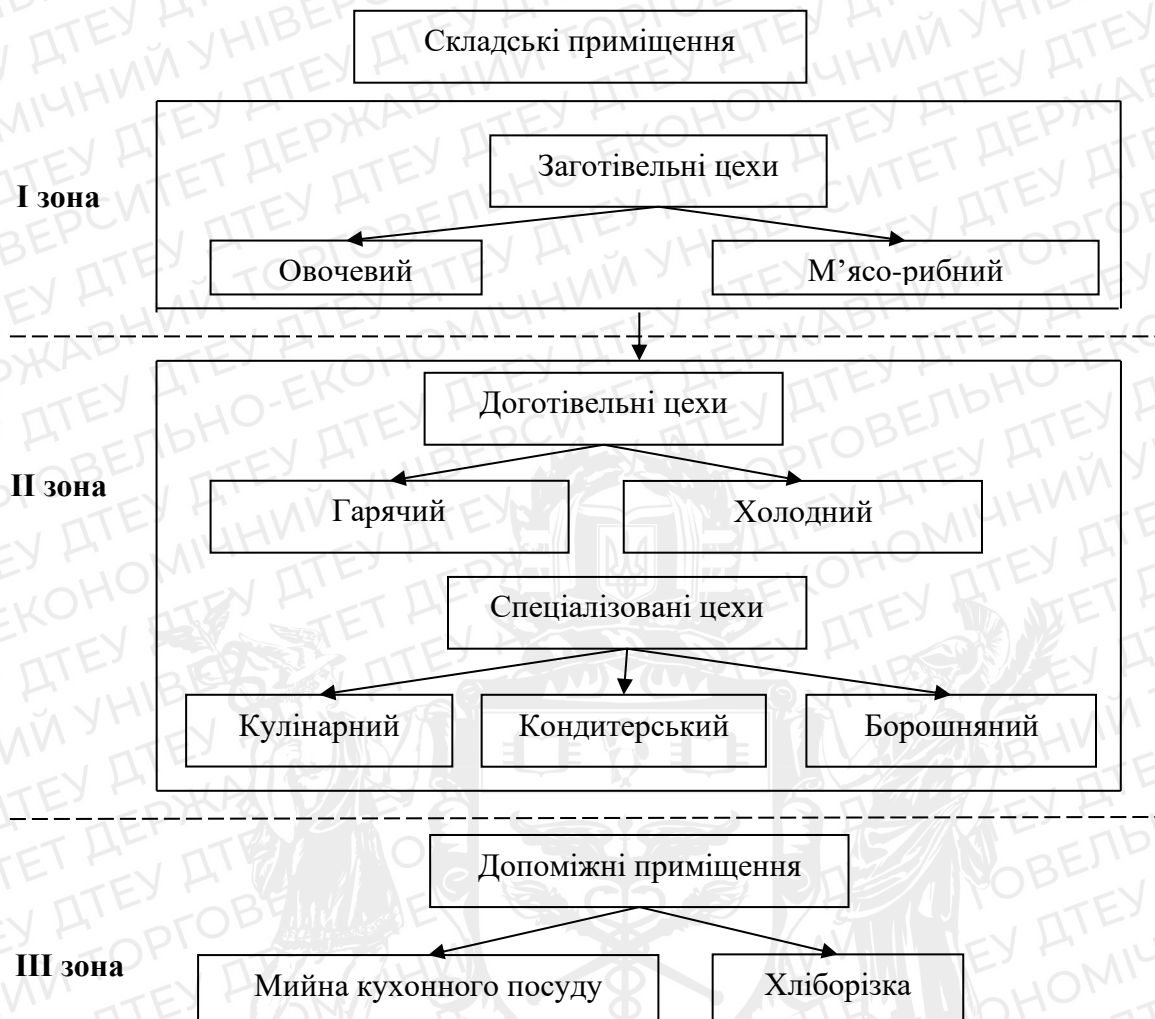 Складські приміщення
Заготівельні цехи
І зона
Овочевий
М’ясо-рибний
Доготівельні цехи
ІІ зона
Гарячий
Холодний
Спеціалізовані цехи
Кулінарний
Кондитерський
Борошняний
Допоміжні приміщення
ІІІ зона
Мийна кухонного посуду
Хліборізка